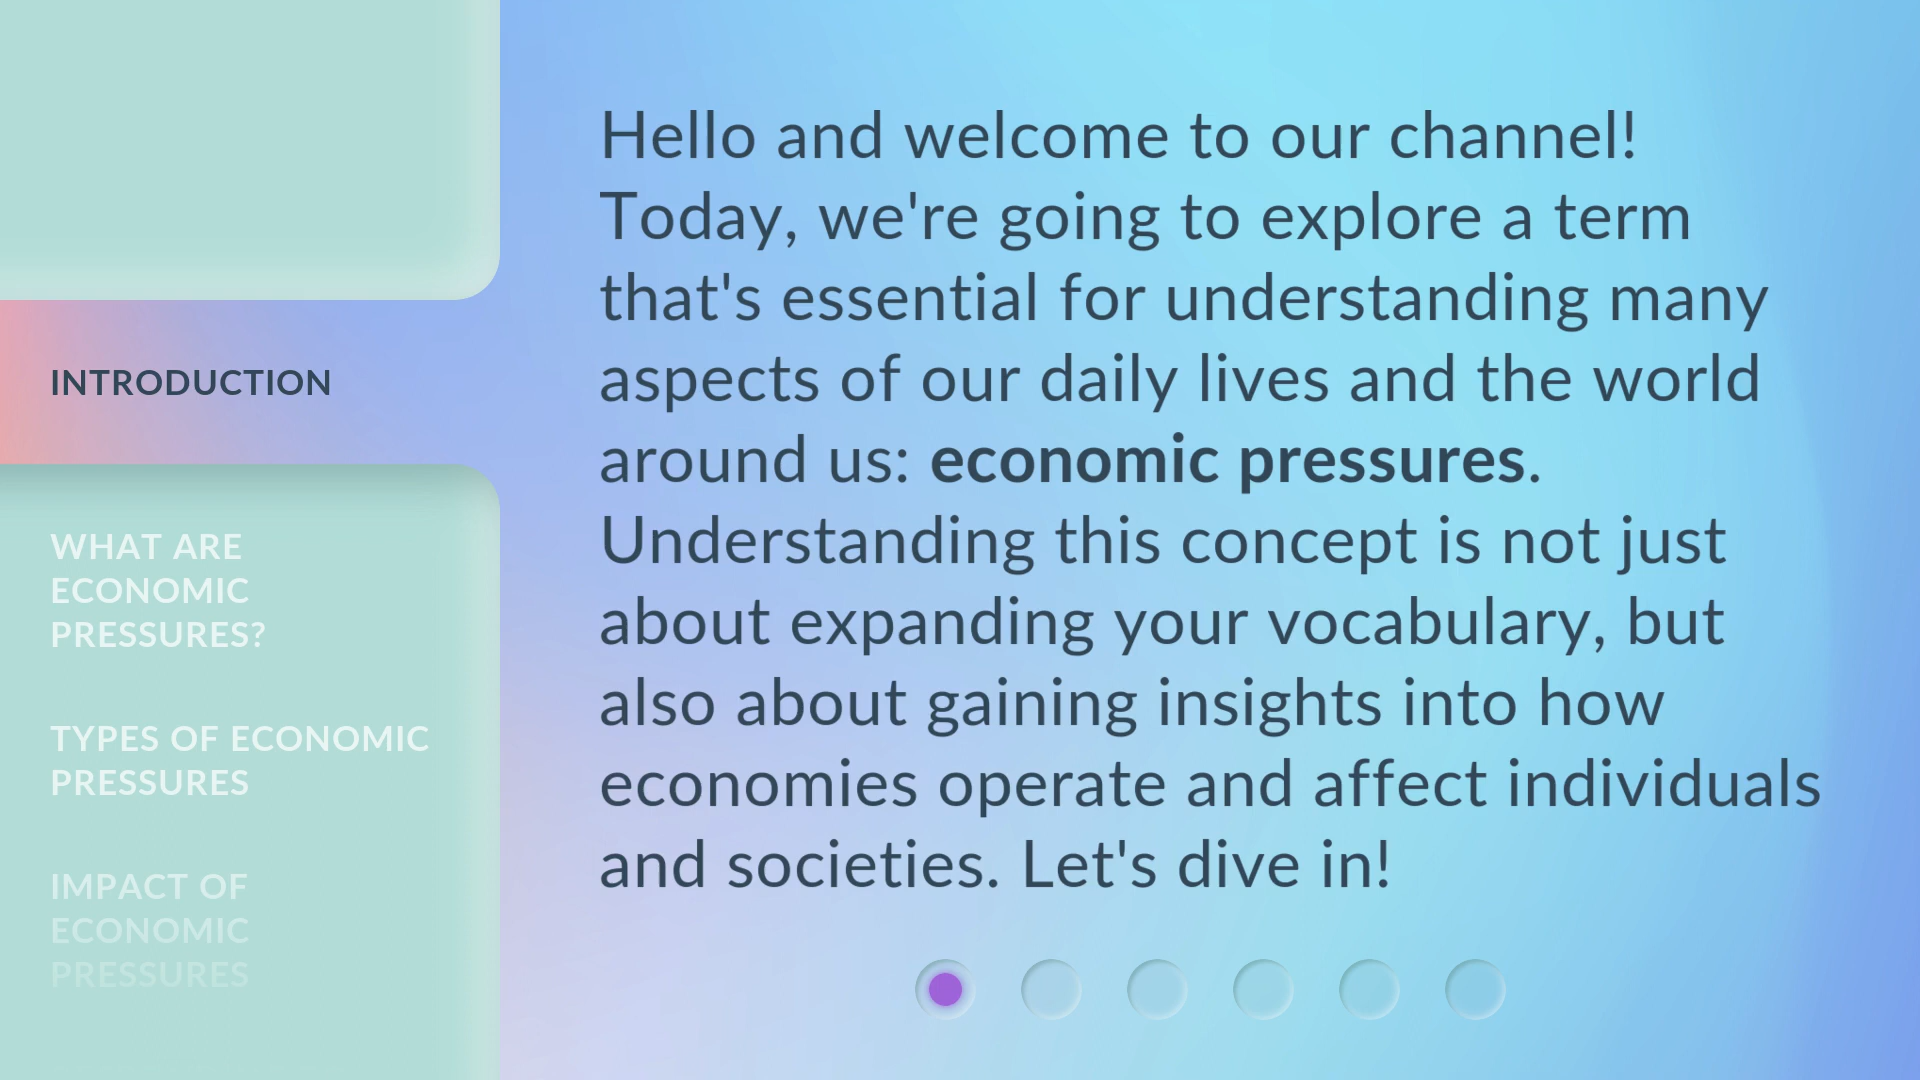 INTRODUCTION
WHAT ARE
ECONOMIC
PRESSURES?
TYPES OF ECONOMIC
PRESSURES
IMPACT OF
ECONOMIC
PRESSURES
Hello and welcome to our channel!
Today, we're going to explore a term
that's essential for understanding many
aspects of our daily lives and the world
around us: economic pressures.
Understanding this concept is not just
about expanding your vocabulary, but
also about gaining insights into how
economies operate and affect individuals
and societies. Let's dive in!